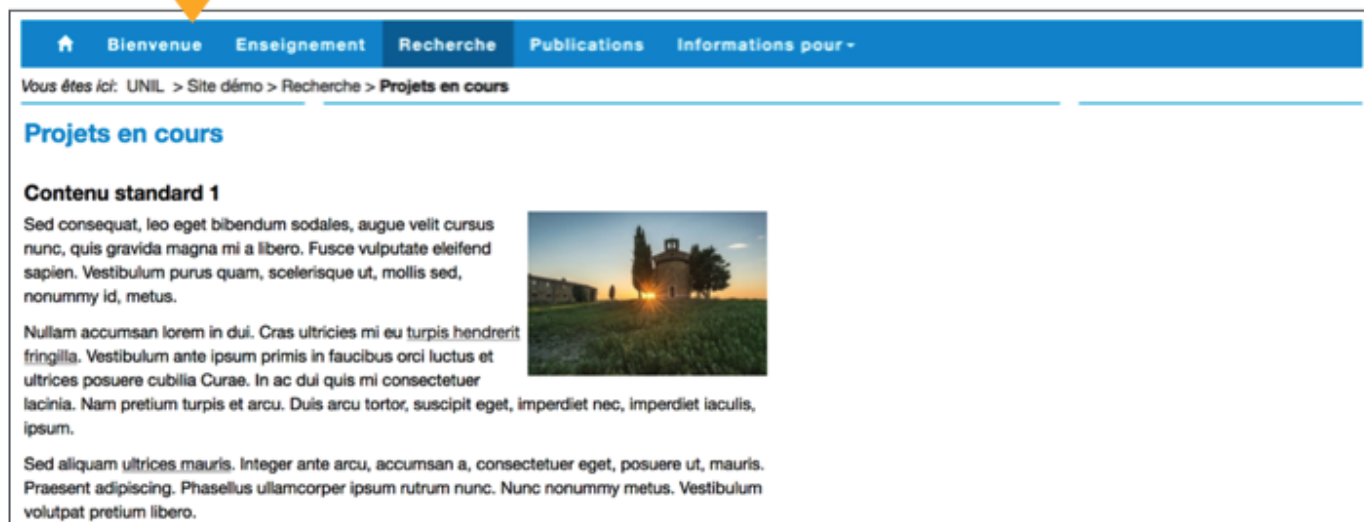 Bienvenue Enseignement Recherche Publications Informations pour
Vous êtes ici: UNIL > Site démo > Recherche > Projets en cours
Projets en cours
Contenu standard 1
Sed consequat, leo eget bibendum sodales, augue velit cursus
nunc, quis gravida magna mi a libero. Fusce vulputate eleifend
sapien. Vestibulum purus quam, scelerisque ut, mollis sed,
nonummy id, metus.
Nullam accumsan lorem in dui. Cras ultricies mi eu turpis hendrerit
fringilla. Vestibulum ante ipsum primis in faucibus orci luctus et
ultrices posuere cubilia Curae. In ac dui quis mi consectetuer
lacinia. Nam pretium turpis et arcu. Duis arcu tortor, suscipit eget, imperdiet nec, imperdiet iaculis,
ipsum.
Sed aliquam ultrices mauris. Integer ante arcu, accumsan a, consectetuer eget, posuere ut, mauris.
Praesent adipiscing. Phasellus ullamcorper ipsum rutrum nunc. Nunc nonummy metus. Vestibulum
volutpat pretium libero.